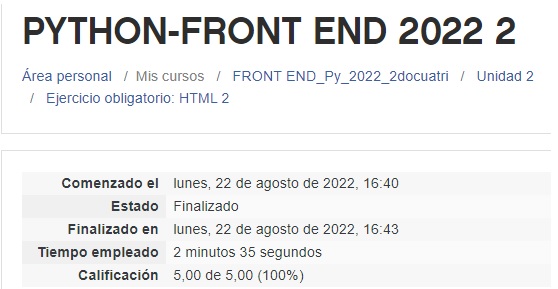 PYTHON-FRONT END 2022 2
Área personal / Mis cursos / FRONT END_Py_2022_2docuatri / Unidad 2
/ Ejercicio obligatorio: HTML 2
Comenzado el lunes, 22 de agosto de 2022, 16:40
Estado Finalizado
Finalizado en lunes, 22 de agosto de 2022, 16:43
Tiempo empleado 2 minutos 35 segundos
Calificación 5,00 de 5,00 (100%)